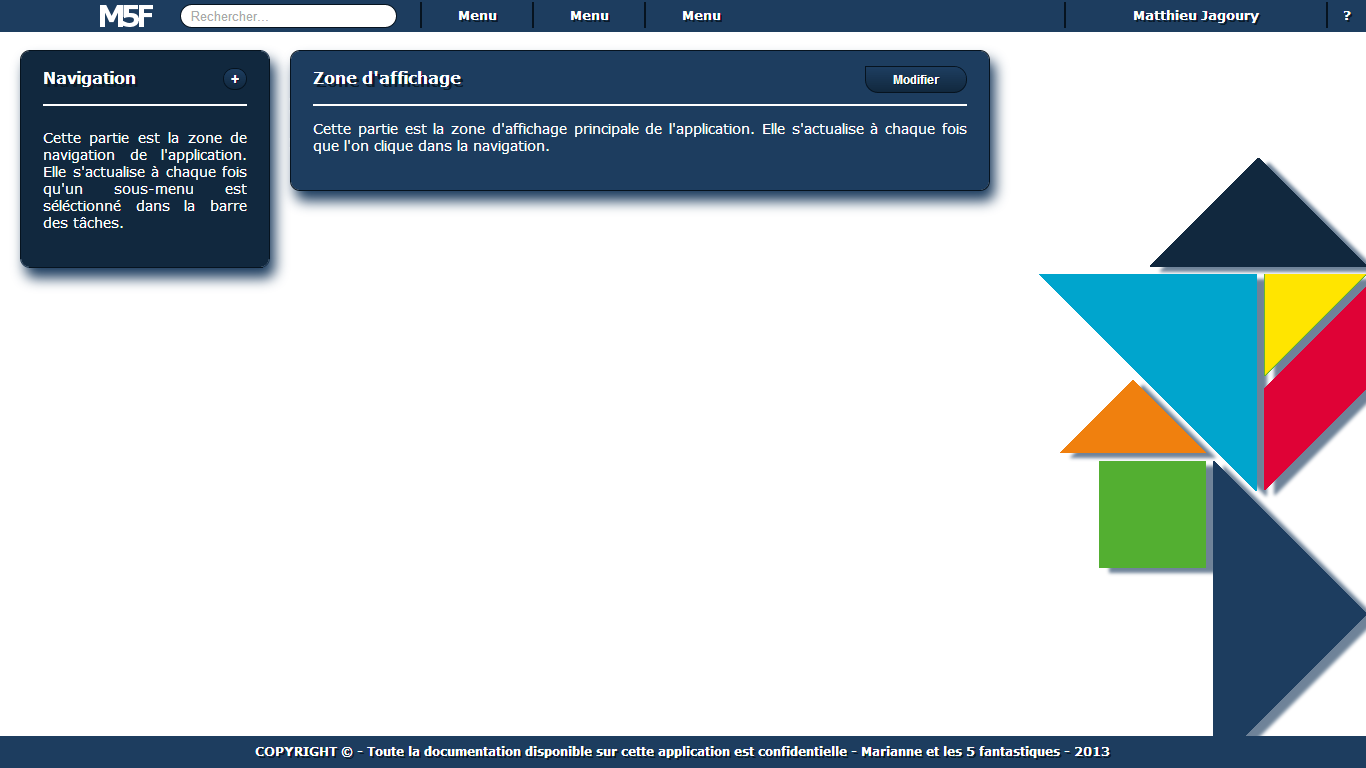 M5F Rechercher... Menu Menu Menu Matthieu Jagoury ?
Navigation +
Cette partie est la zone de
navigation de l'application.
Elle s'actualise à chaque fois
qu'un sous-menu est
séléctionné dans la barre
des tâches.
Zone d'affichage Modifier
Cette partie est la zone d'affichage principale de l'application. Elle s'actualise à chaque fois
que l'on clique dans la navigation.
COPYRIGHT © - Toute la documentation disponible sur cette application est confidentielle - Marianne et les 5 fantastiques - 2013